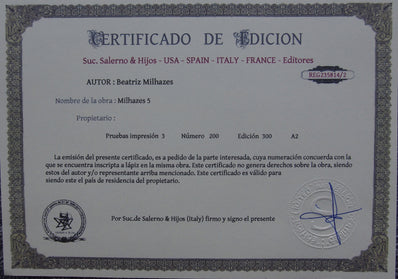 CERTIFICADO DE EDICION
Suc. Salerno & Hijos - USA - SPAIN - ITALY - FRANCE - Editores
REG235814/2
AUTOR : Beatriz Milhazes
Nombre de la obra : Milhazes 5
Propietario :
Pruebas impresión 3 Número 200 Edición 300 A2
La emisión del presente certificado, es a pedido de la parte interesada, cuya numeración concuerda con la
que se encuentra inscripta a lápiz en la misma obra. Este certificado no genera derechos sobre la obra, siendo
estos del autor y/o representante arriba mencionado. Este certificado es válido para
siendo este el país de residencia del propietario.
Por Suc.de Salerno & Hijos (Italy) firmo y signo el presente